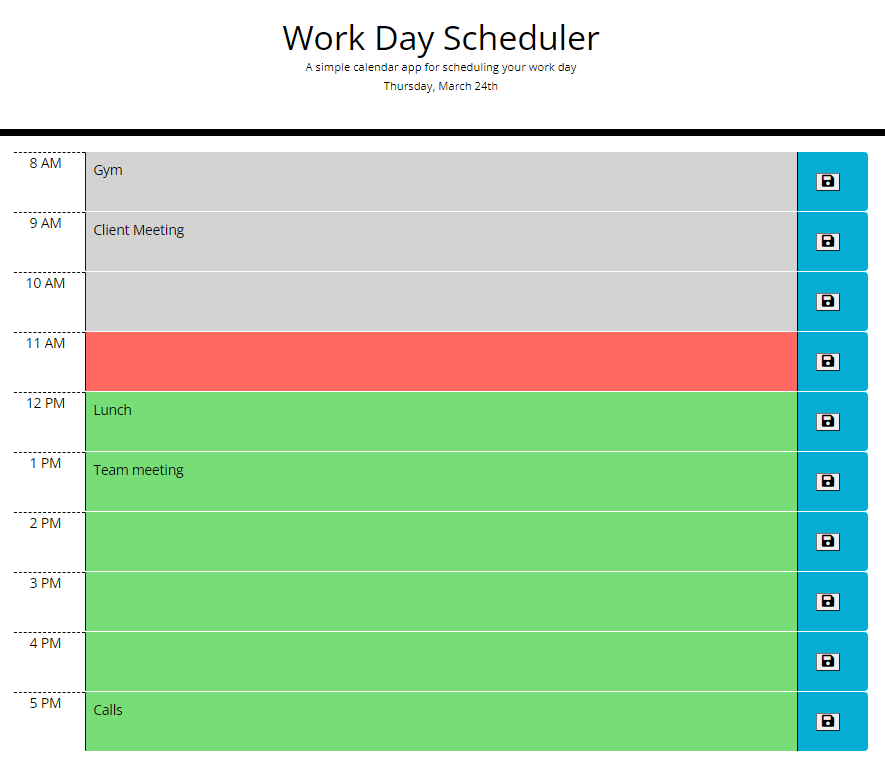 Work Day Scheduler
A simple calendar app for scheduling your work day
Thursday, March 24th
8 AM Gym
9 AM Client Meeting
10 AM
11 AM
12 PM Lunch
1 PM Team meeting
2 PM
3 PM
4 PM
5 PM Calls